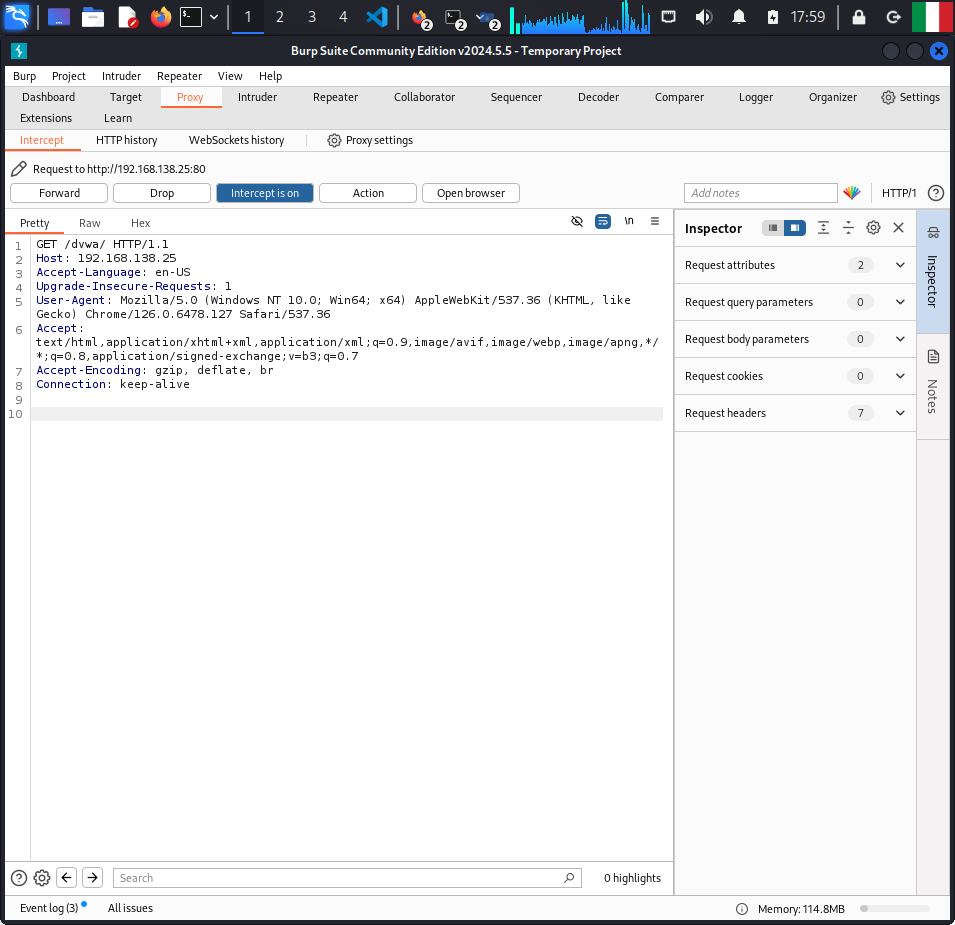 1 2 3 4 2 2 2 17:59
Burp Suite Community Edition v2024.5.5 - Temporary Project
Burp Project Intruder Repeater View Help
Dashboard Target Proxy Intruder Repeater Collaborator Sequencer Decoder Comparer Logger Organizer Settings
Extensions Learn
Intercept HTTP history WebSockets history Proxy settings
Request to http://192.168.138.25:80
Forward Drop Intercept is on Action Open browser Add notes HTTP/1 ?
Pretty Raw Hex \n
1 GET /dvwa/ HTTP/1.1
2 Host: 192.168.138.25
3 Accept-Language: en-US
4 Upgrade-Insecure-Requests: 1
5 User-Agent: Mozilla/5.0 (Windows NT 10.0; Win64; x64) AppleWebKit/537.36 (KHTML, like
Gecko) Chrome/126.0.6478.127 Safari/537.36
6 Accept:
text/html,application/xhtml+xml,application/xml;q=0.9,image/avif,image/webp,image/apng,*/
*;q=0.8,application/signed-exchange;v=b3;q=0.7
7 Accept-Encoding: gzip, deflate, br
8 Connection: keep-alive
9
10
Inspector
Request attributes 2
Request query parameters 0
Request body parameters 0
Request cookies 0
Request headers 7
Inspector
Notes
? Search 0 highlights
Event log (3) All issues Memory: 114.8MB